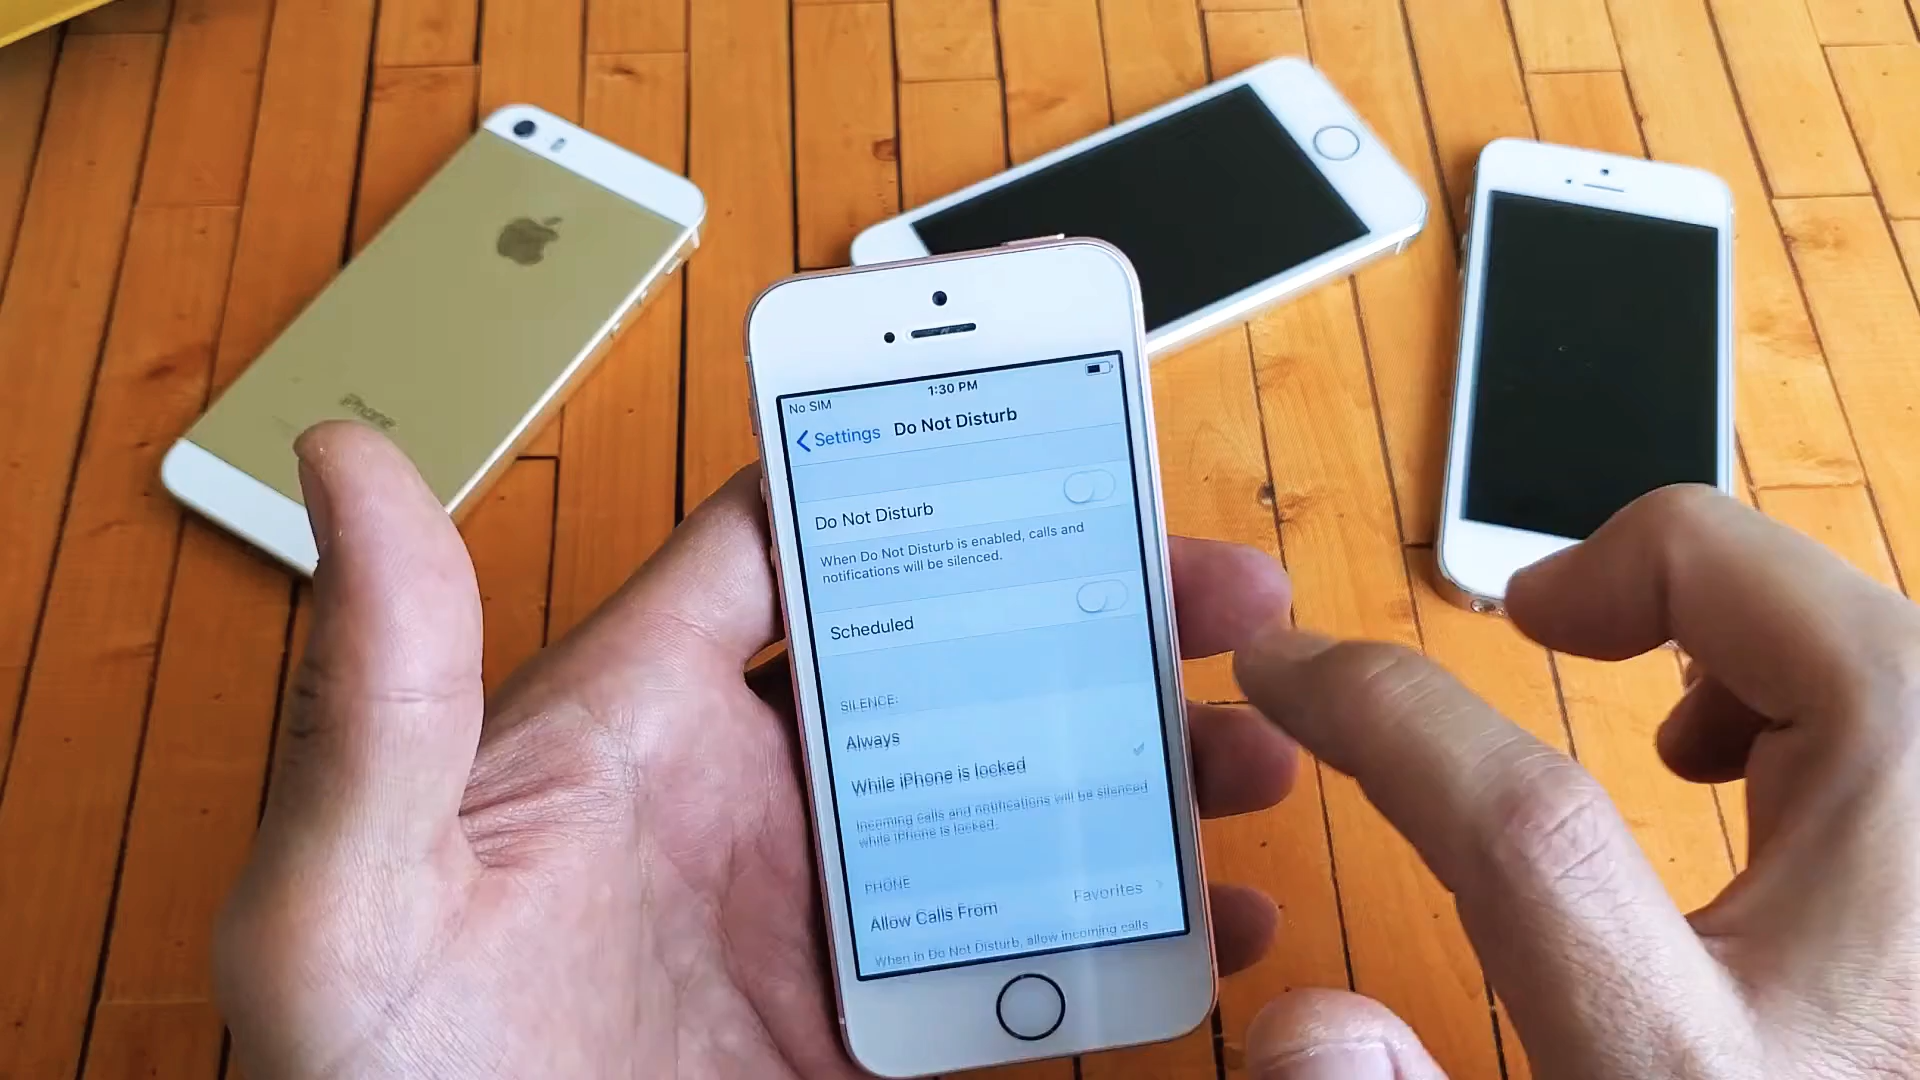 iPhone
No SIM
1:30 PM
Settings
Do Not Disturb
Do Not Disturb
When Do Not Disturb is enabled, calls and
notifications will be silenced.
Scheduled
SILENCE:
Always
While iPhone is locked
Incoming calls and notifications will be silenced
while iPhone is locked.
PHONE
Allow Calls From
Favorites
When in Do Not Disturb, allow incoming calls